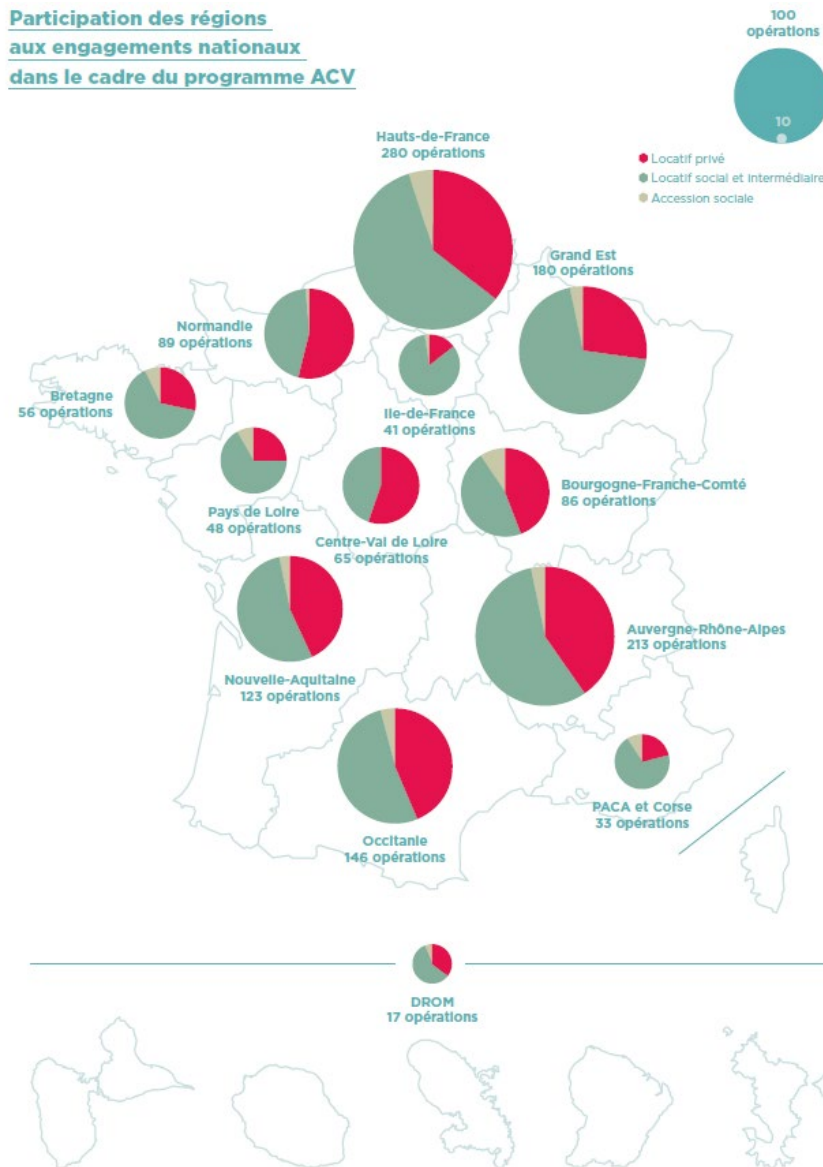 Participation des régions
aux engagements nationaux
dans le cadre du programme ACV
100
opérations
10
Locatif privé
Locatif social et intermédiaire
Accession sociale
Hauts-de-France
280 opérations
Grand Est
180 opérations
Normandie
89 opérations
Bretagne
56 opérations
Ile-de-France
41 opérations
Pays de Loire
48 opérations
Centre-Val de Loire
65 opérations
Bourgogne-Franche-Comté
86 opérations
Nouvelle-Aquitaine
123 opérations
Auvergne-Rhône-Alpes
213 opérations
Occitanie
146 opérations
PACA et Corse
33 opérations
DROM
17 opérations